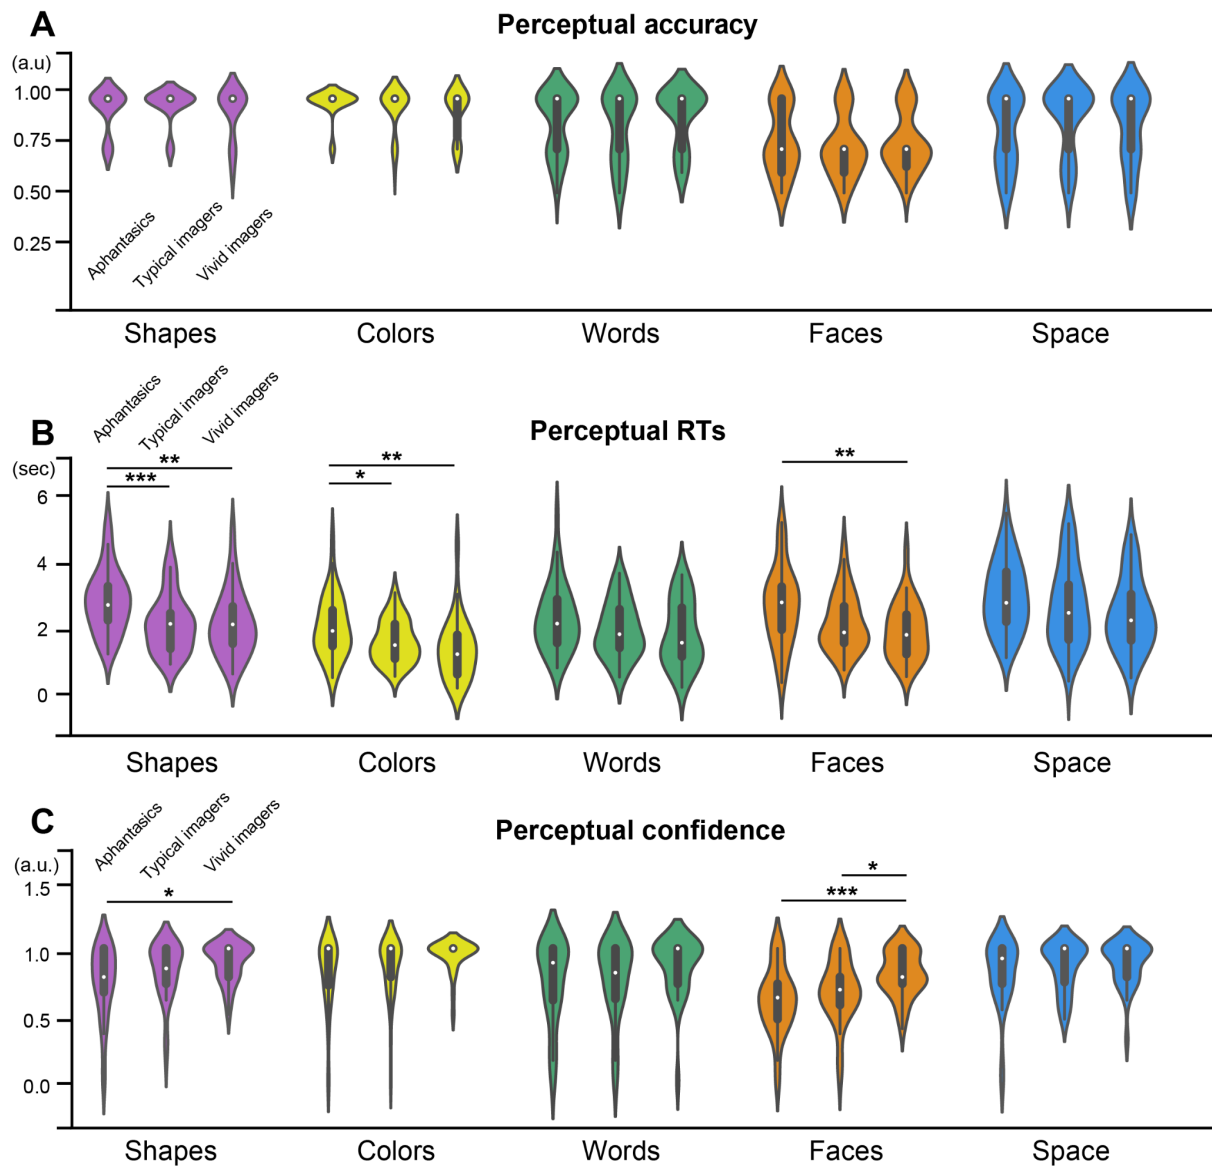 A
Perceptual accuracy
(a.u)
1.00
0.75
0.50
0.25
Aphantasics
Typical imagers
Vivid imagers
Shapes
Colors
Words
Faces
Space
Aphantasics
Typical imagers
Vivid imagers
B
Perceptual RTs
(sec)
**
***
**
*
**
6
4
2
0
Shapes
Colors
Words
Faces
Space
C
Aphantasics
Typical imagers
Vivid imagers
Perceptual confidence
(a.u.)
1.5
*
*
***
1.0
0.5
0.0
Shapes
Colors
Words
Faces
Space